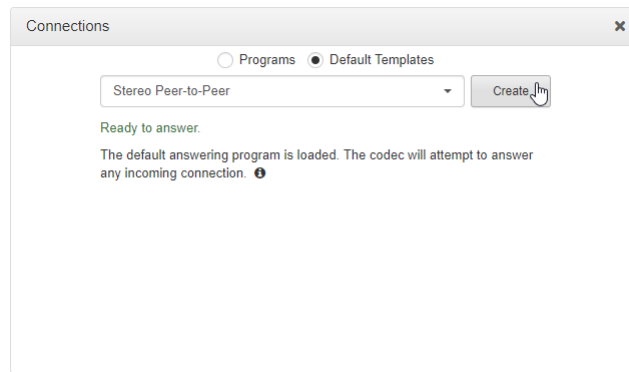 Connections
Programs Default Templates
Stereo Peer-to-Peer Create
Ready to answer.
The default answering program is loaded. The codec will attempt to answer
any incoming connection.